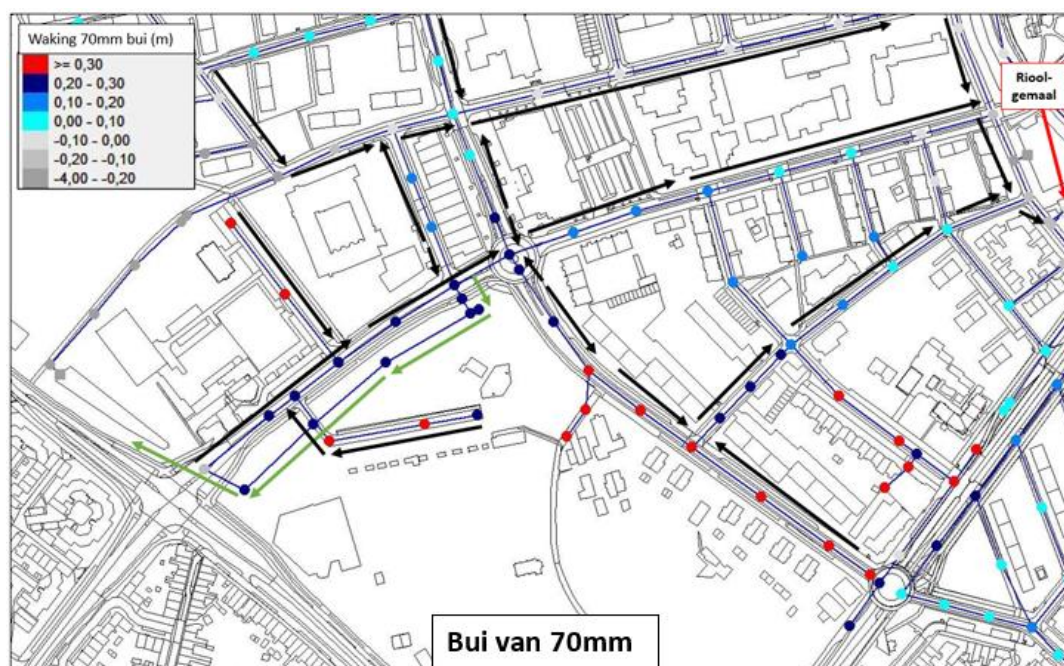 Waking 70mm bui (m)
>= 0,30
0,20 - 0,30
0,10 - 0,20
0,00 - 0,10
-0,10 - 0,00
-0,20 - -0,10
-4,00 - -0,20
Riool-
gemaal
Bui van 70mm